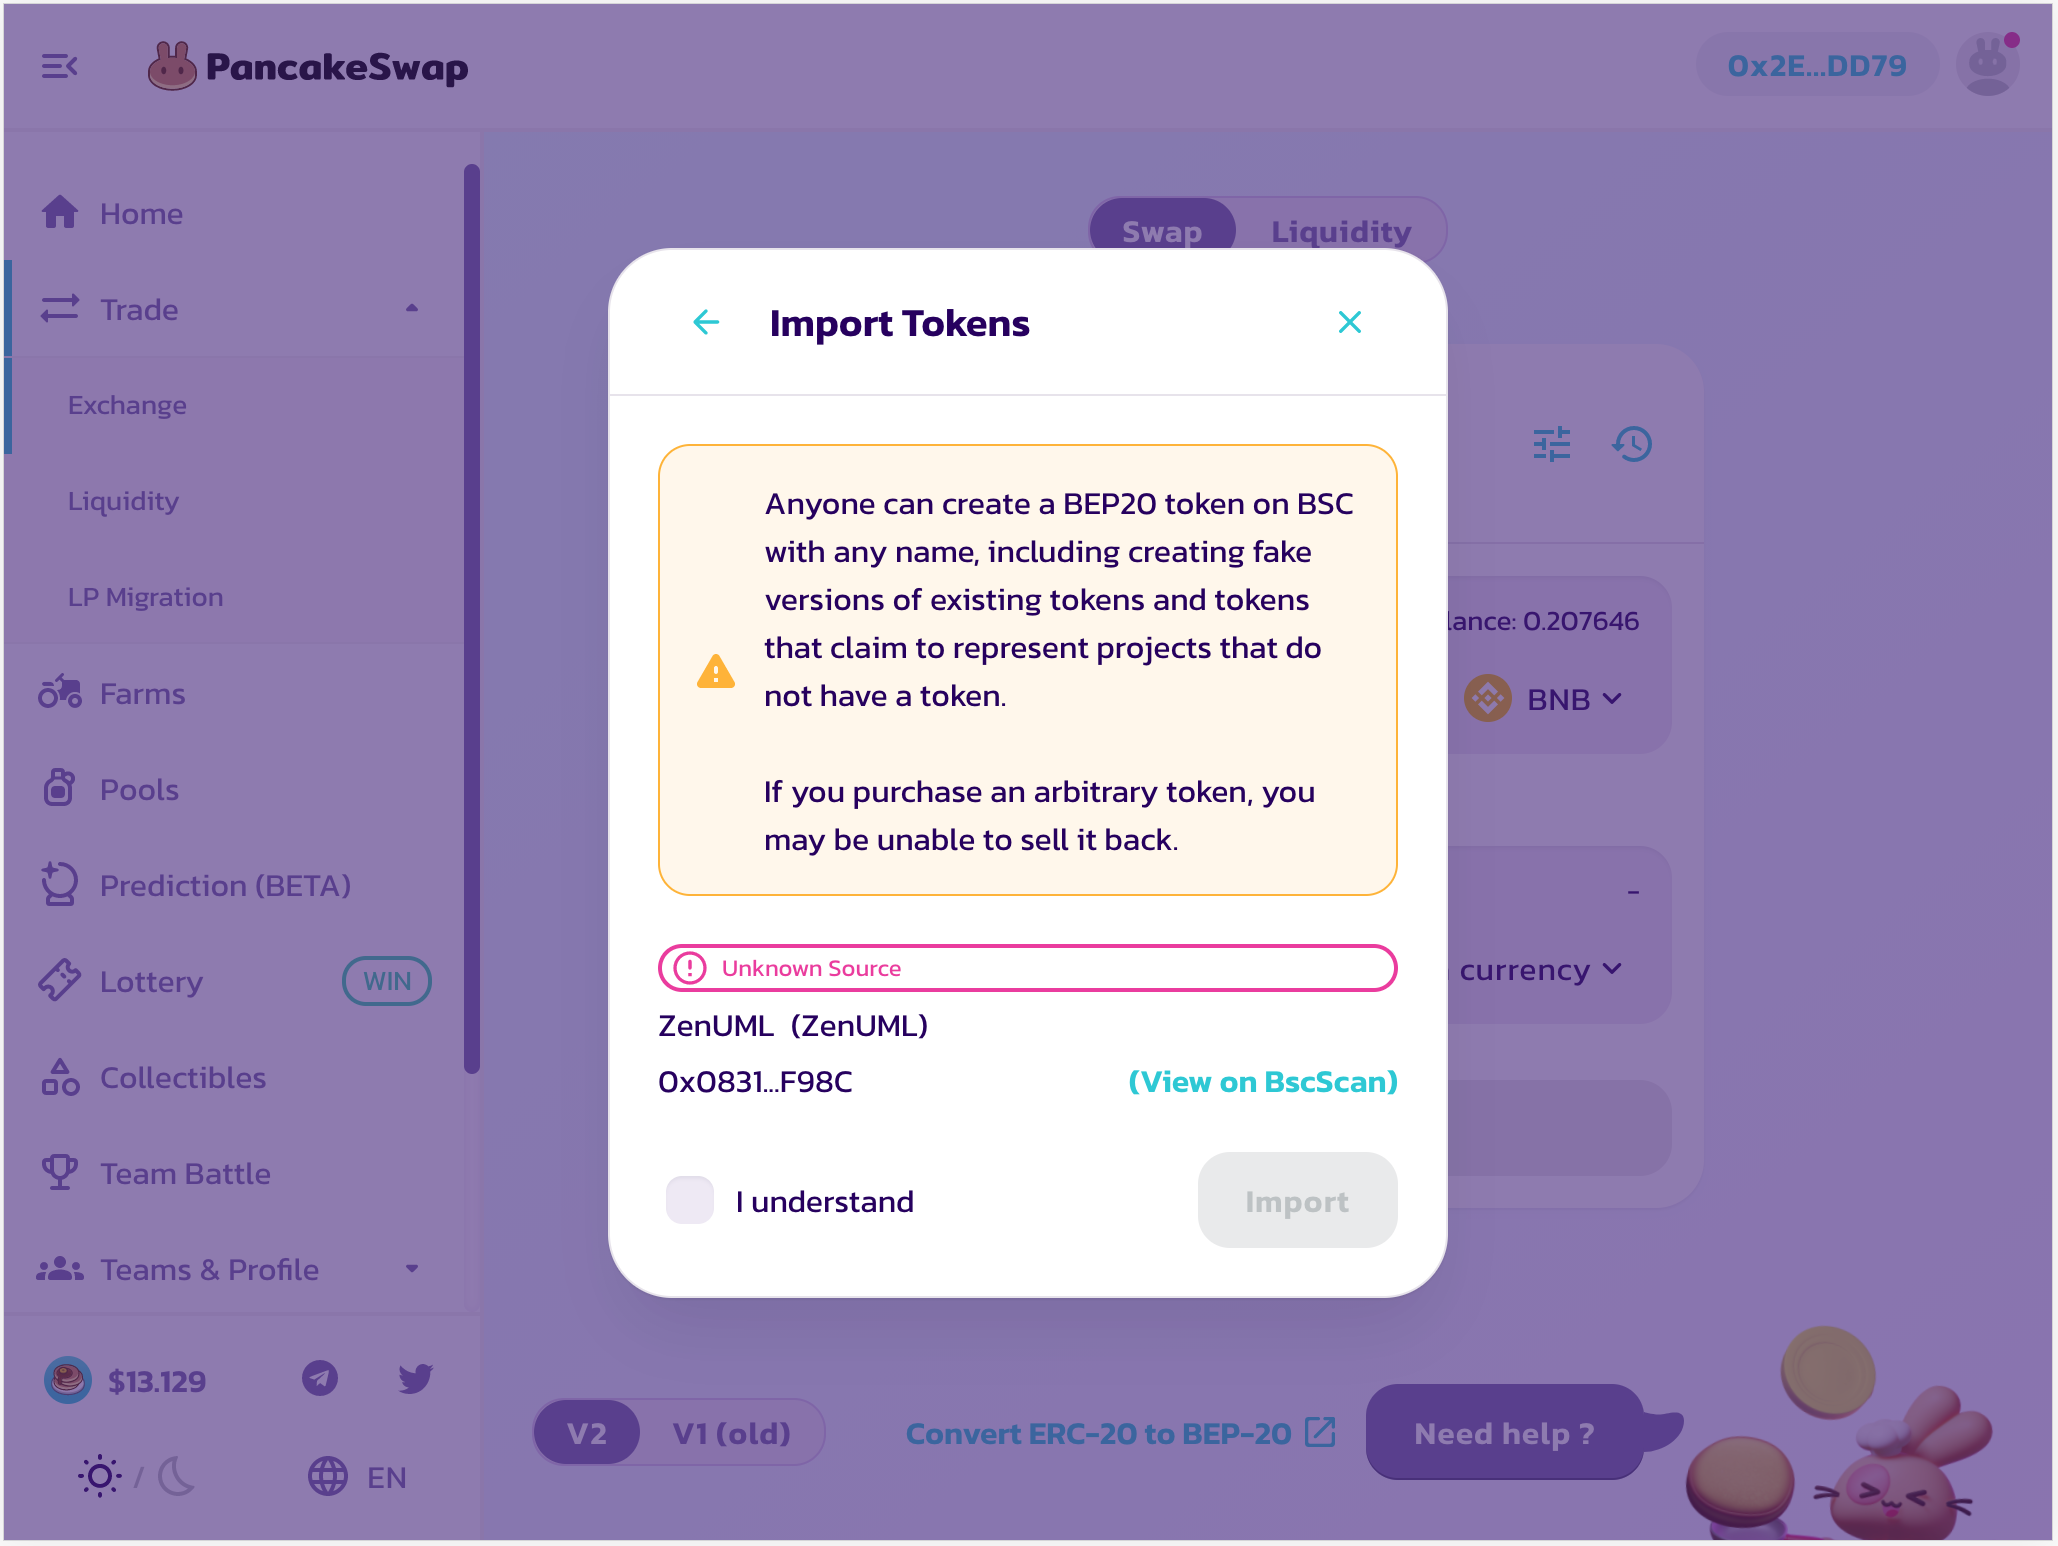 PancakeSwap
0x2E...DD79
Home
Trade
Exchange
Liquidity
LP Migration
Farms
Pools
Prediction (BETA)
Lottery
WIN
Collectibles
Team Battle
Teams & Profile
$13.129
/
EN
Swap
Liquidity
Import Tokens
Anyone can create a BEP20 token on BSC
with any name, including creating fake
versions of existing tokens and tokens
that claim to represent projects that do
not have a token.
If you purchase an arbitrary token, you
may be unable to sell it back.
Unknown Source
ZenUML (ZenUML)
0x0831...F98C
(View on BscScan)
I understand
Import
lance: 0.207646
BNB
-
currency
V2
V1 (old)
Convert ERC-20 to BEP-20
Need help ?